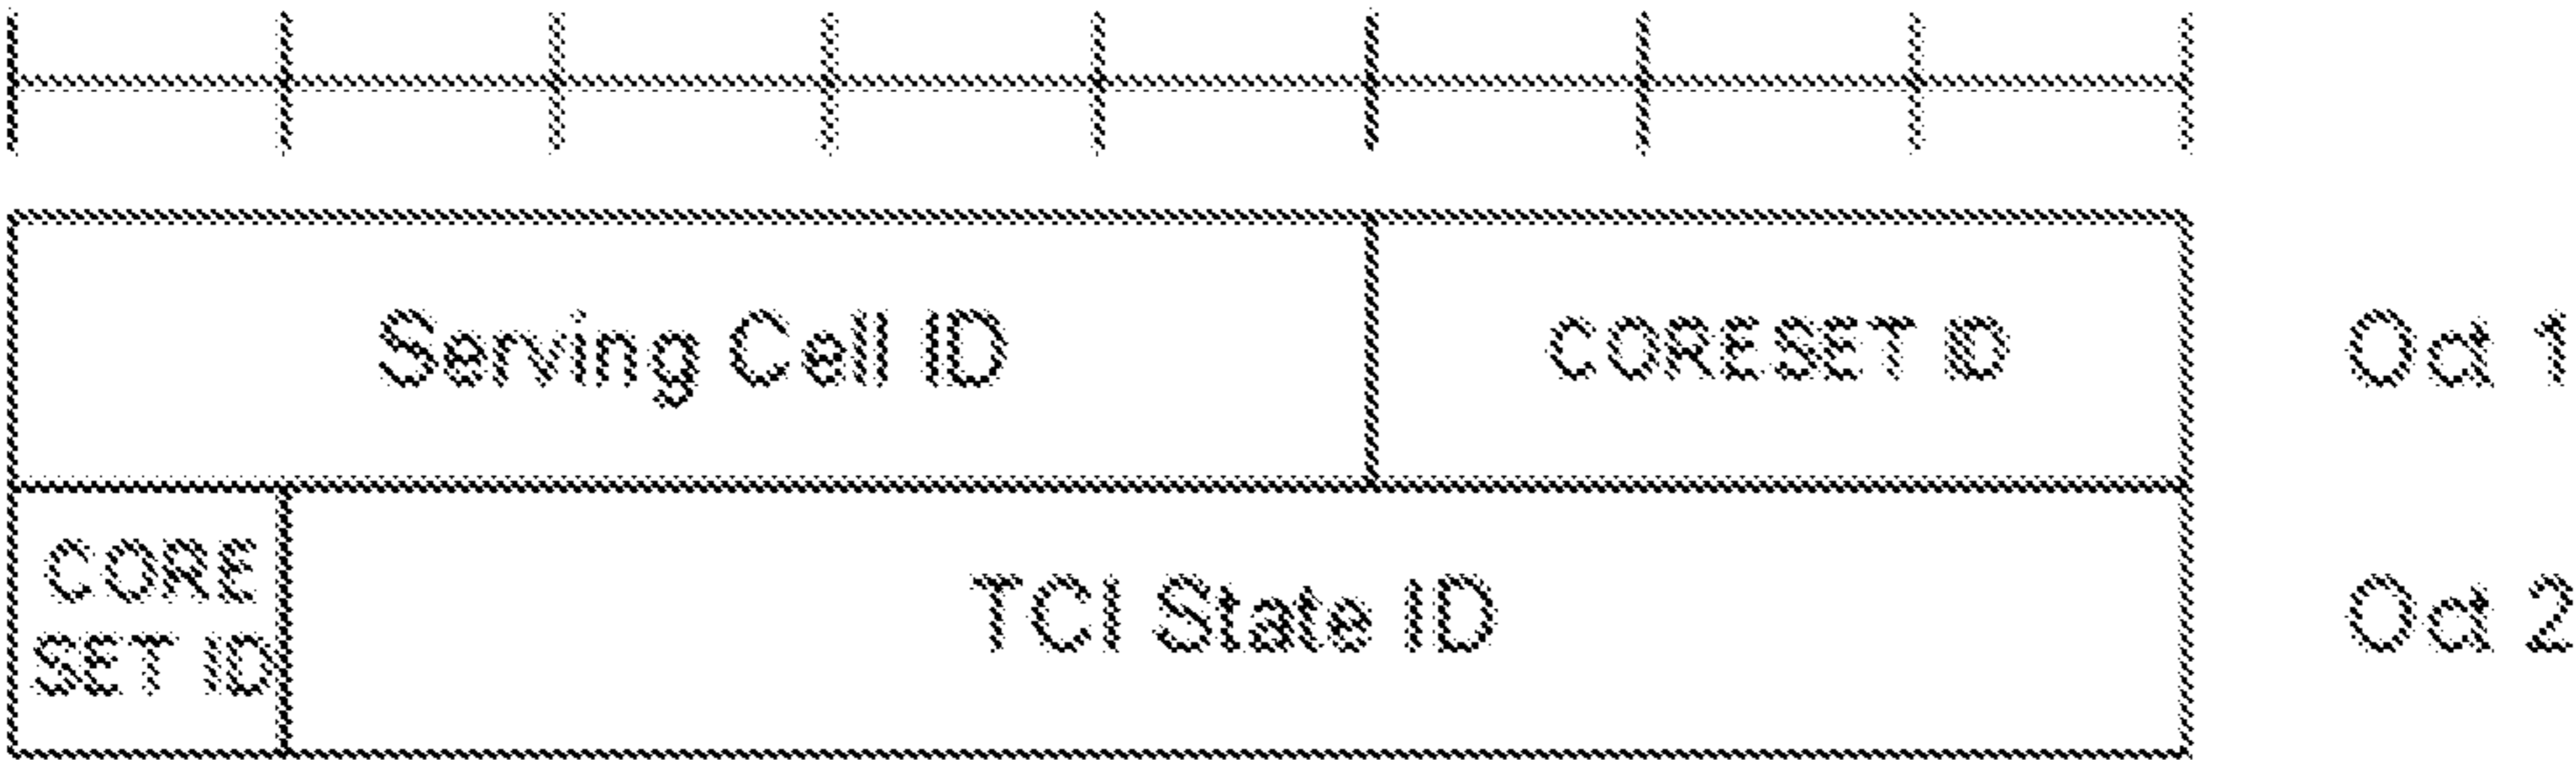 Serving Cell ID CORESET ID Oct 1
CORE
SET ID
TCI State ID Oct 2